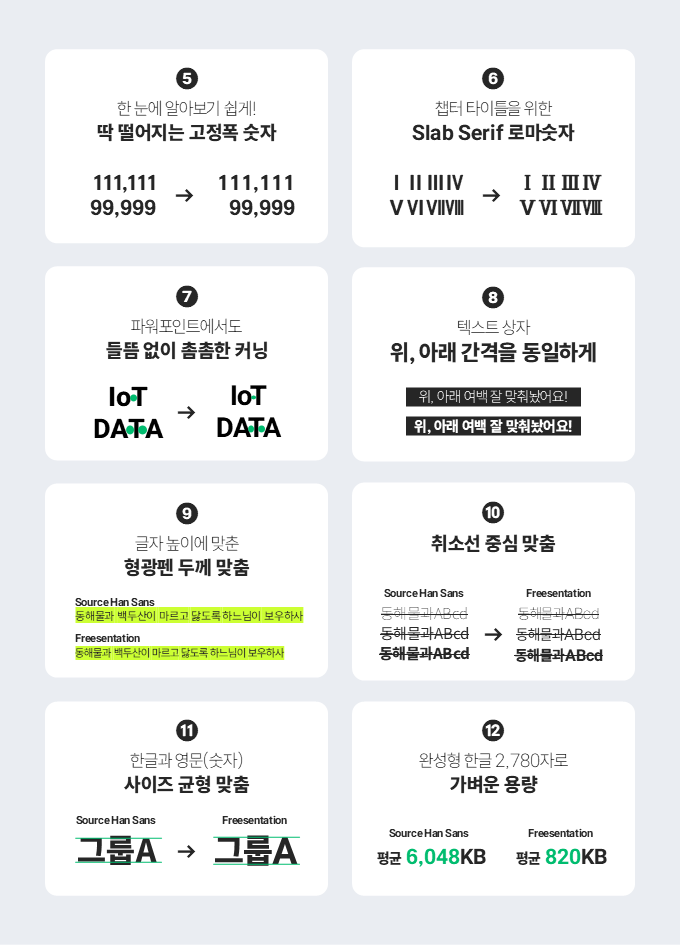 5
한 눈에 알아보기 쉽게!
딱 떨어지는 고정폭 숫자
111,111 → 111,111
99,999 99,999
6
챕터 타이틀을 위한
Slab Serif 로마숫자
Ⅰ Ⅱ Ⅲ Ⅳ → Ⅰ Ⅱ Ⅲ Ⅳ
Ⅴ Ⅵ Ⅶ Ⅷ Ⅴ Ⅵ Ⅶ Ⅷ
7
파워포인트에서도
들뜸 없이 촘촘한 커닝
IoT → IoT
DATA DATA
8
텍스트 상자
위, 아래 간격을 동일하게
위, 아래 여백 잘 맞춰놨어요!
위, 아래 여백 잘 맞춰놨어요!
9
글자 높이에 맞춘
형광펜 두께 맞춤
Source Han Sans
동해물과 백두산이 마르고 닳도록 하느님이 보우하사
Freesentation
동해물과 백두산이 마르고 닳도록 하느님이 보우하사
10
취소선 중심 맞춤
Source Han Sans Freesentation
동해물과ABcd 동해물과ABcd
동해물과ABcd → 동해물과ABcd
동해물과ABcd 동해물과ABcd
11
한글과 영문(숫자)
사이즈 균형 맞춤
Source Han Sans Freesentation
그룹A → 그룹A
12
완성형 한글 2,780자로
가벼운 용량
Source Han Sans Freesentation
평균 6,048KB 평균 820KB